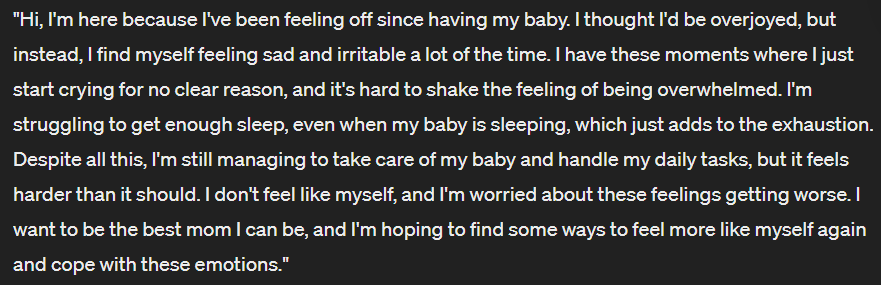 "Hi, I'm here because I've been feeling off since having my baby. I thought I'd be overjoyed, but
instead, I find myself feeling sad and irritable a lot of the time. I have these moments where I just
start crying for no clear reason, and it's hard to shake the feeling of being overwhelmed. I'm
struggling to get enough sleep, even when my baby is sleeping, which just adds to the exhaustion.
Despite all this, I'm still managing to take care of my baby and handle my daily tasks, but it feels
harder than it should. I don't feel like myself, and I'm worried about these feelings getting worse. I
want to be the best mom I can be, and I'm hoping to find some ways to feel more like myself again
and cope with these emotions."